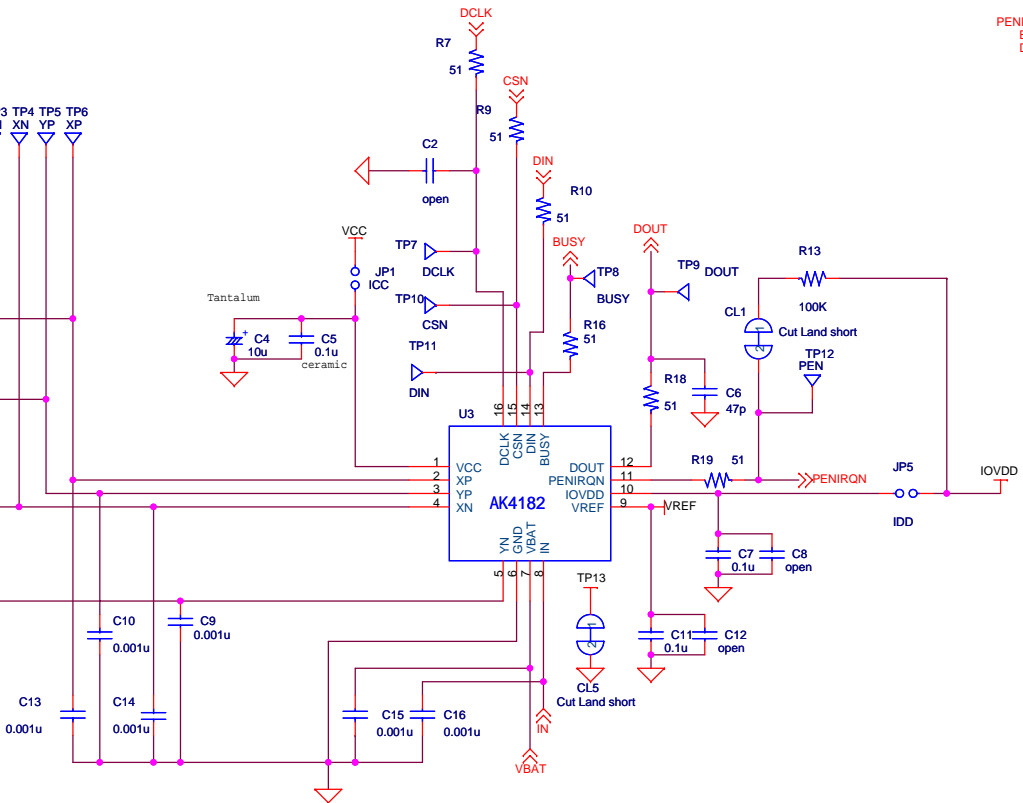 DCLK
PENI
R7
51
CSN
R9
51
3 TP4 TP5 TP6
XN YP XP
C2
open
DIN
R10
51
VCC
JP1
ICC
TP7
DCLK
BUSY
TP8
BUSY
DOUT
TP9 DOUT
R13
100K
Tantalum
+
C4
10u
C5
0.1u
ceramic
TP10
CSN
TP11
DIN
R16
51
CL1
1
2
Cut Land short
TP12
PEN
R18
51
C6
47p
U3
16
15
14
13
DCLK
CSN
DIN
BUSY
1 VCC
2 XP
3 YP
4 XN
AK4182
DOUT 12
PENIRQN 11
IOVDD 10
VREF 9
YN
GND
VBAT
IN
5
6
7
8
R19 51
PENIRQN
JP5
IDD
IOVDD
VREF
C7
0.1u
C8
open
TP13
1
2
CL5
Cut Land short
C11
0.1u
C12
open
C10
0.001u
C9
0.001u
C13
0.001u
C14
0.001u
C15
0.001u
C16
0.001u
IN
VBAT